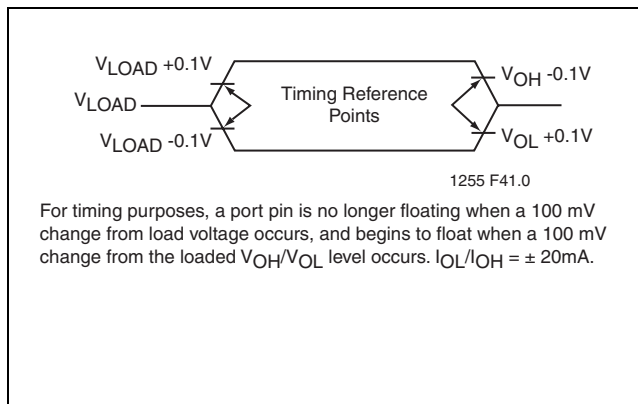 VLOAD +0.1V
VLOAD
VLOAD -0.1V
Timing Reference
Points
VOH -0.1V
VOL +0.1V
1255 F41.0
For timing purposes, a port pin is no longer floating when a 100 mV
change from load voltage occurs, and begins to float when a 100 mV
change from the loaded VOH/VOL level occurs. IOL/IOH = ± 20mA.